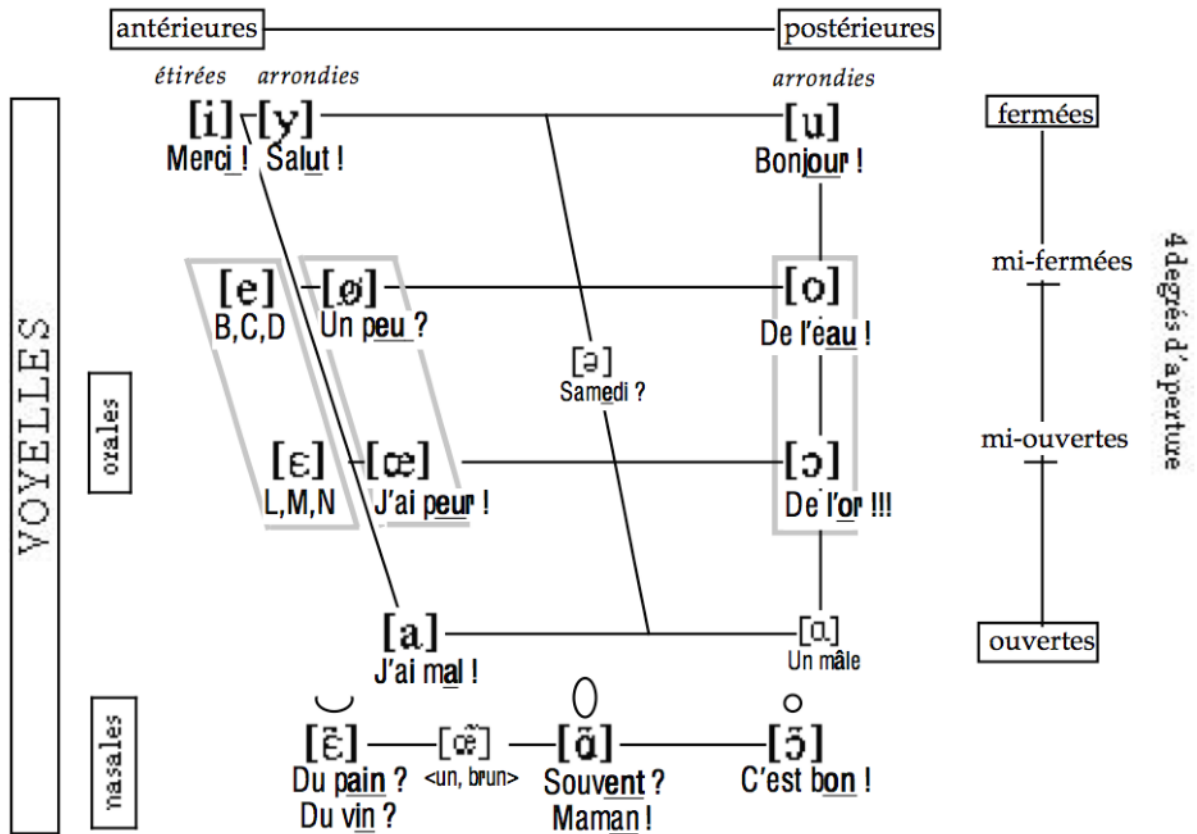 antérieures
postérieures
étirées arrondies
arrondies
[i] [y]
[u]
fermées
Merci ! Salut !
Bonjour !
mi-fermées
[e] [ø]
[o]
B,C,D Un peu ?
De l'eau !
[ə]
Samedi ?
4 degrés d'aperture
VOYELLES
orales
mi-ouvertes
[ɛ] [œ]
[ɔ]
L,M,N J'ai peur !
De l'or !!!
[a]
[ɑ]
ouvertes
J'ai mal !
Un mâle
nasales
[ɛ̃] [œ̃] [ɑ̃] [ɔ̃]
Du pain ? <un, brun> Souvent ? C'est bon !
Du vin ? Maman !